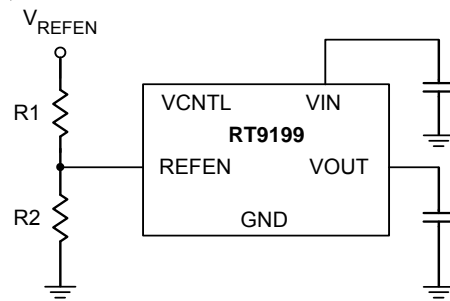 VREFEN
R1
VCNTL VIN
RT9199
REFEN VOUT
R2
GND